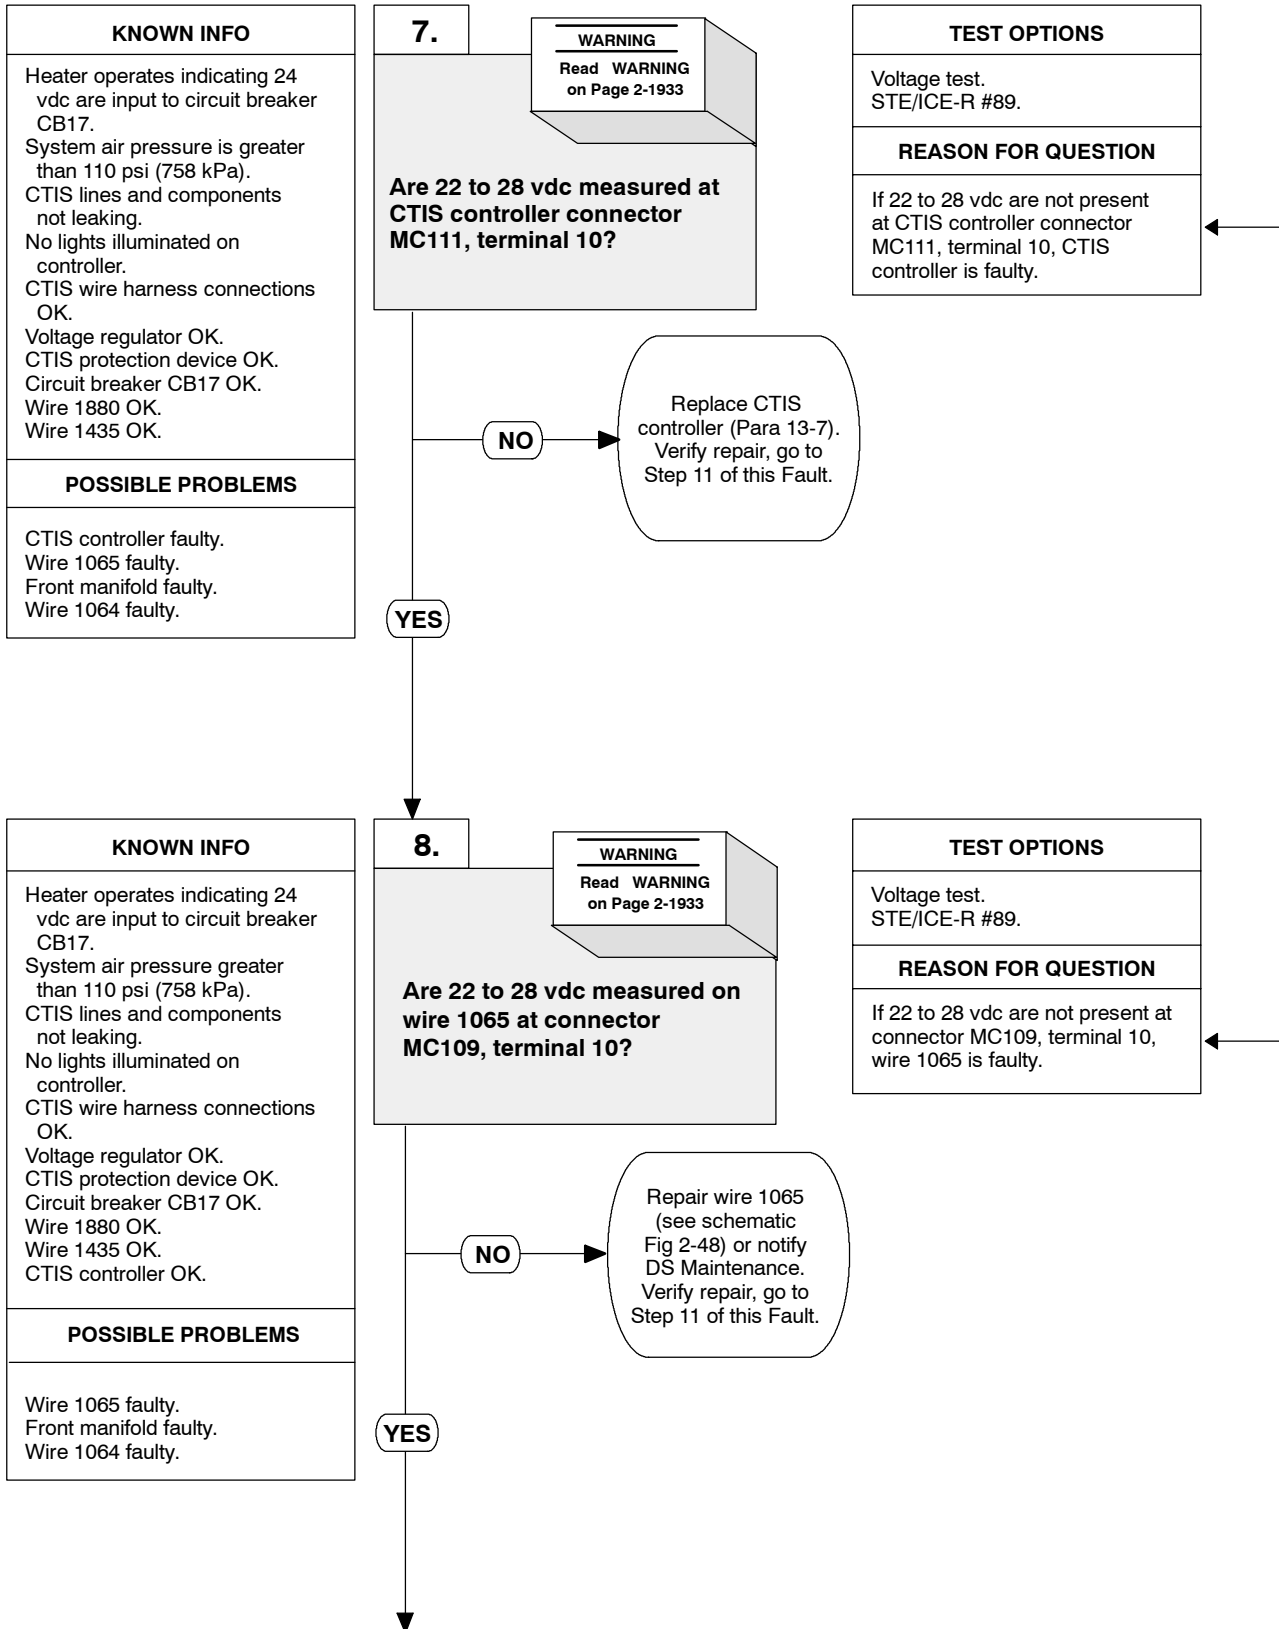 KNOWN INFO
Heater operates indicating 24
vdc are input to circuit breaker
CB17.
System air pressure is greater
than 110 psi (758 kPa).
CTIS lines and components
not leaking.
No lights illuminated on
controller.
CTIS wire harness connections
OK.
Voltage regulator OK.
CTIS protection device OK.
Circuit breaker CB17 OK.
Wire 1880 OK.
Wire 1435 OK.
POSSIBLE PROBLEMS
CTIS controller faulty.
Wire 1065 faulty.
Front manifold faulty.
Wire 1064 faulty.
7.
WARNING
Read WARNING
on Page 2-1933
Are 22 to 28 vdc measured at
CTIS controller connector
MC111, terminal 10?
TEST OPTIONS
Voltage test.
STE/ICE-R #89.
REASON FOR QUESTION
If 22 to 28 vdc are not present
at CTIS controller connector
MC111, terminal 10, CTIS
controller is faulty.
NO
Replace CTIS
controller (Para 13-7).
Verify repair, go to
Step 11 of this Fault.
YES
KNOWN INFO
Heater operates indicating 24
vdc are input to circuit breaker
CB17.
System air pressure greater
than 110 psi (758 kPa).
CTIS lines and components
not leaking.
No lights illuminated on
controller.
CTIS wire harness connections
OK.
Voltage regulator OK.
CTIS protection device OK.
Circuit breaker CB17 OK.
Wire 1880 OK.
Wire 1435 OK.
CTIS controller OK.
POSSIBLE PROBLEMS
Wire 1065 faulty.
Front manifold faulty.
Wire 1064 faulty.
8.
WARNING
Read WARNING
on Page 2-1933
Are 22 to 28 vdc measured on
wire 1065 at connector
MC109, terminal 10?
TEST OPTIONS
Voltage test.
STE/ICE-R #89.
REASON FOR QUESTION
If 22 to 28 vdc are not present at
connector MC109, terminal 10,
wire 1065 is faulty.
NO
Repair wire 1065
(see schematic
Fig 2-48) or notify
DS Maintenance.
Verify repair, go to
Step 11 of this Fault.
YES